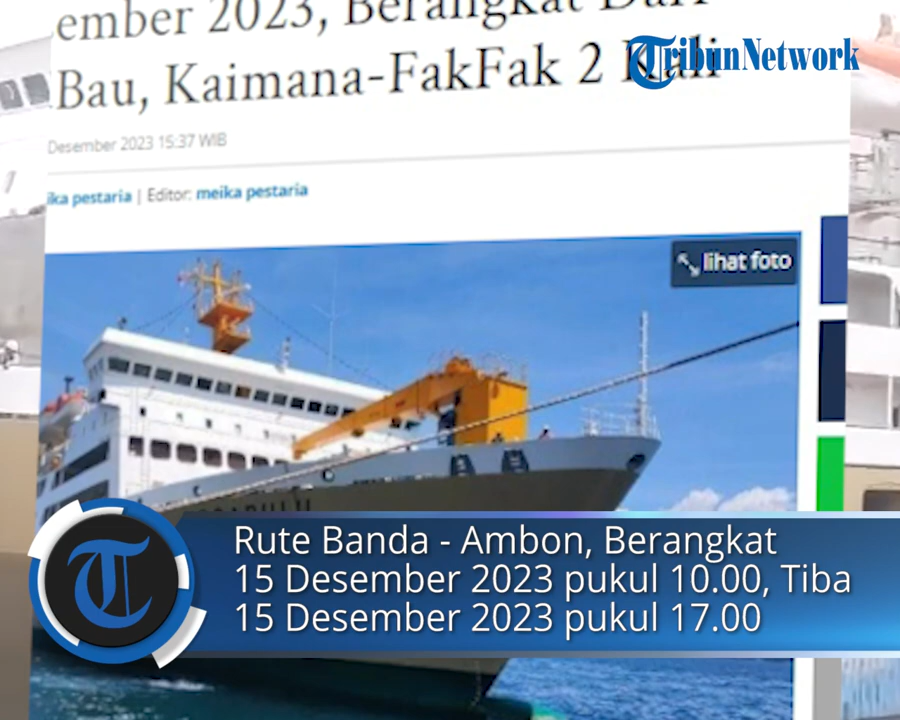 ember 2023, Berangkat Dari
Bau, Kaimana-FakFak 2 Kali
TribunNetwork
Desember 2023 15:37 WIB
ika pestaria | Editor: meika pestaria
lihat foto
Rute Banda - Ambon, Berangkat
15 Desember 2023 pukul 10.00, Tiba
15 Desember 2023 pukul 17.00
T